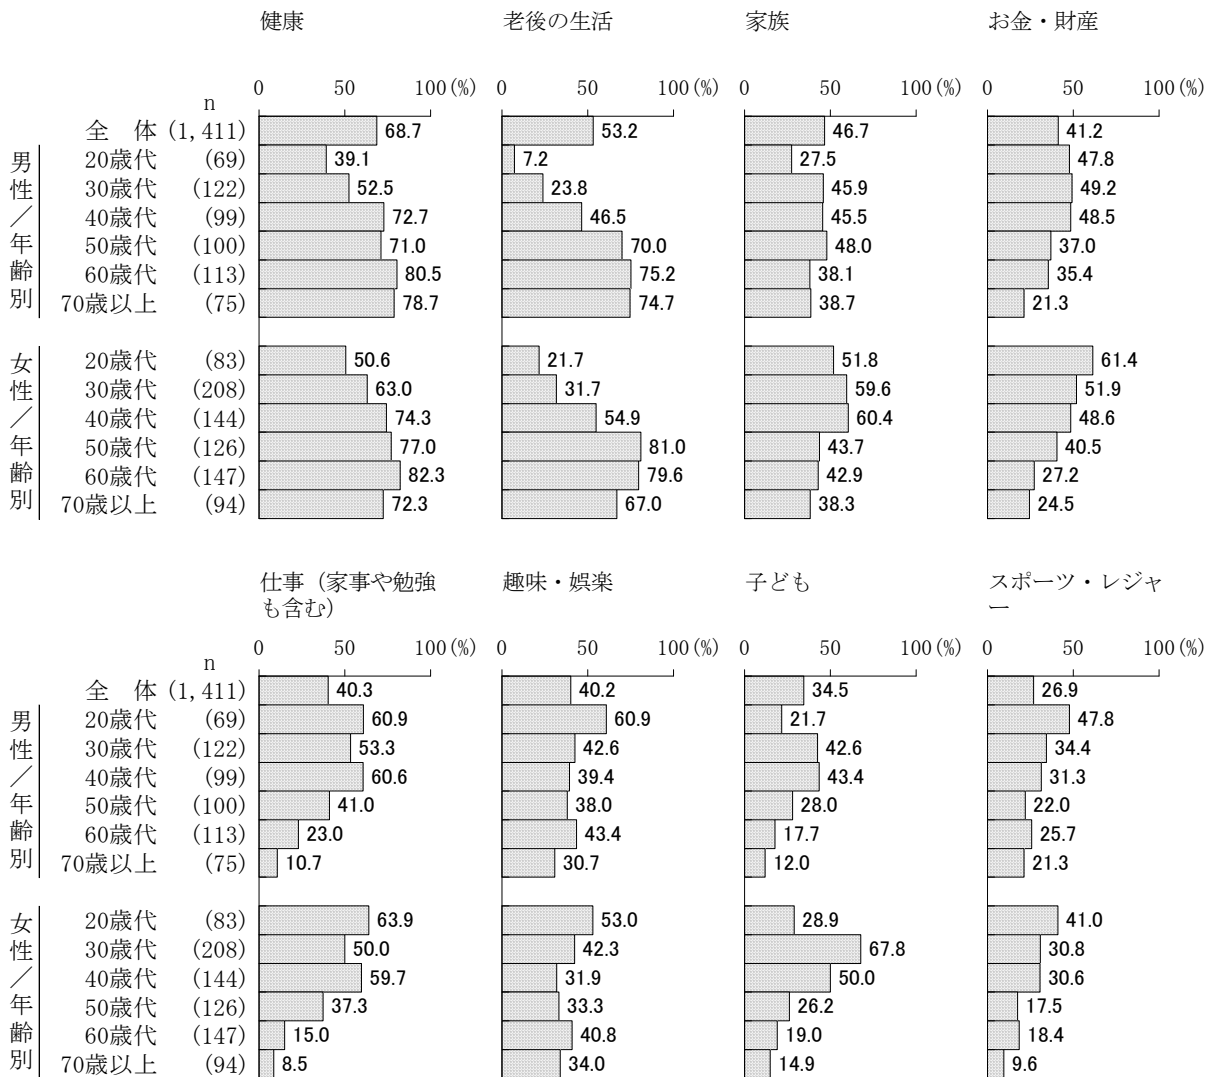 健康 老後の生活 家族 お金・財産
0 50 100(%) 0 50 100(%) 0 50 100(%) 0 50 100(%)
n
全 体 (1,411) 68.7 53.2 46.7 41.2
男性／年齢別
20歳代 (69) 39.1 7.2 27.5 47.8
30歳代 (122) 52.5 23.8 45.9 49.2
40歳代 (99) 72.7 46.5 45.5 48.5
50歳代 (100) 71.0 70.0 48.0 37.0
60歳代 (113) 80.5 75.2 38.1 35.4
70歳以上 (75) 78.7 74.7 38.7 21.3
女性／年齢別
20歳代 (83) 50.6 21.7 51.8 61.4
30歳代 (208) 63.0 31.7 59.6 51.9
40歳代 (144) 74.3 54.9 60.4 48.6
50歳代 (126) 77.0 81.0 43.7 40.5
60歳代 (147) 82.3 79.6 42.9 27.2
70歳以上 (94) 72.3 67.0 38.3 24.5
仕事（家事や勉強 趣味・娯楽 子ども スポーツ・レジャ
も含む） ー
0 50 100(%) 0 50 100(%) 0 50 100(%) 0 50 100(%)
n
全 体 (1,411) 40.3 40.2 34.5 26.9
男性／年齢別
20歳代 (69) 60.9 60.9 21.7 47.8
30歳代 (122) 53.3 42.6 42.6 34.4
40歳代 (99) 60.6 39.4 43.4 31.3
50歳代 (100) 41.0 38.0 28.0 22.0
60歳代 (113) 23.0 43.4 17.7 25.7
70歳以上 (75) 10.7 30.7 12.0 21.3
女性／年齢別
20歳代 (83) 63.9 53.0 28.9 41.0
30歳代 (208) 50.0 42.3 67.8 30.8
40歳代 (144) 59.7 31.9 50.0 30.6
50歳代 (126) 37.3 33.3 26.2 17.5
60歳代 (147) 15.0 40.8 19.0 18.4
70歳以上 (94) 8.5 34.0 14.9 9.6